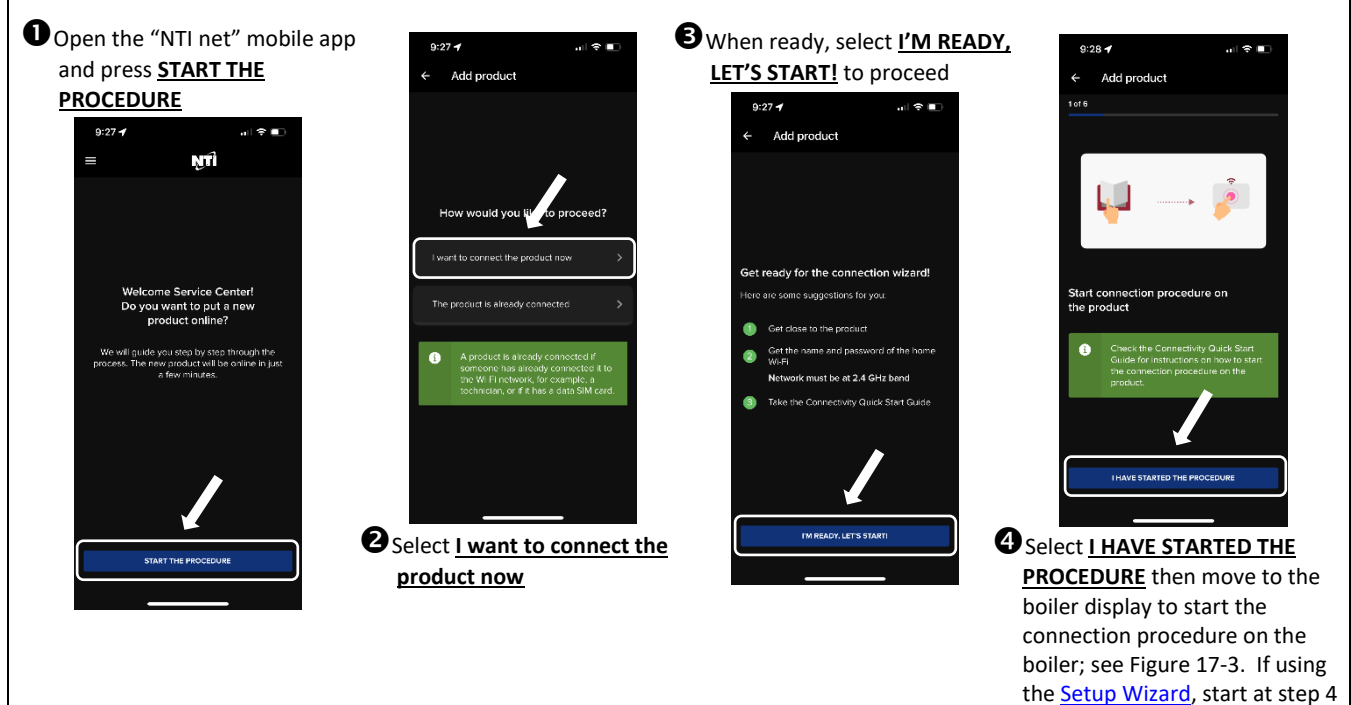 ❶Open the “NTI net” mobile app
and press START THE
PROCEDURE
9:27
NTI
Welcome Service Center!
Do you want to put a new
product online?
We will guide you step by step through the
process. The new product will be online in just
a few minutes.
START THE PROCEDURE
9:27
Add product
How would you like to proceed?
I want to connect the product now
The product is already connected
A product is already connected if
someone has already connected it to
the Wi Fi network, for example, a
technician, or if it has a data SIM card.
❷Select I want to connect the
product now
❸When ready, select I’M READY,
LET’S START! to proceed
9:27
Add product
Get ready for the connection wizard!
Here are some suggestions for you:
1 Get close to the product
2 Get the name and password of the home
Wi-Fi
Network must be at 2.4 GHz band
3 Take the Connectivity Quick Start Guide
I'M READY, LET'S START!
9:28
Add product
1 of 6
Start connection procedure on
the product
Check the Connectivity Quick Start
Guide for instructions on how to start
the connection procedure on the
product.
I HAVE STARTED THE PROCEDURE
❹Select I HAVE STARTED THE
PROCEDURE then move to the
boiler display to start the
connection procedure on the
boiler; see Figure 17-3. If using
the Setup Wizard, start at step 4